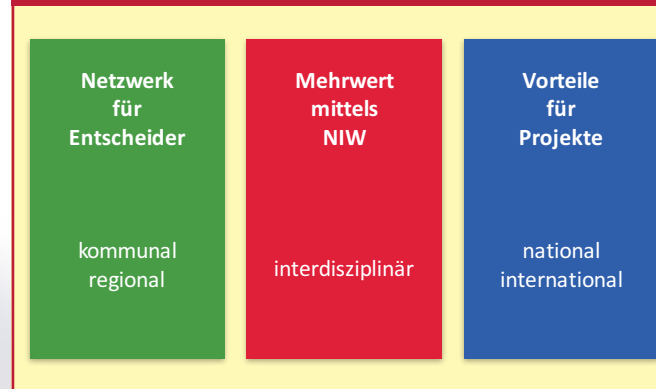 Netzwerk
für
Entscheider
kommunal
regional
Mehrwert
mittels
NIW
interdisziplinär
Vorteile
für
Projekte
national
international